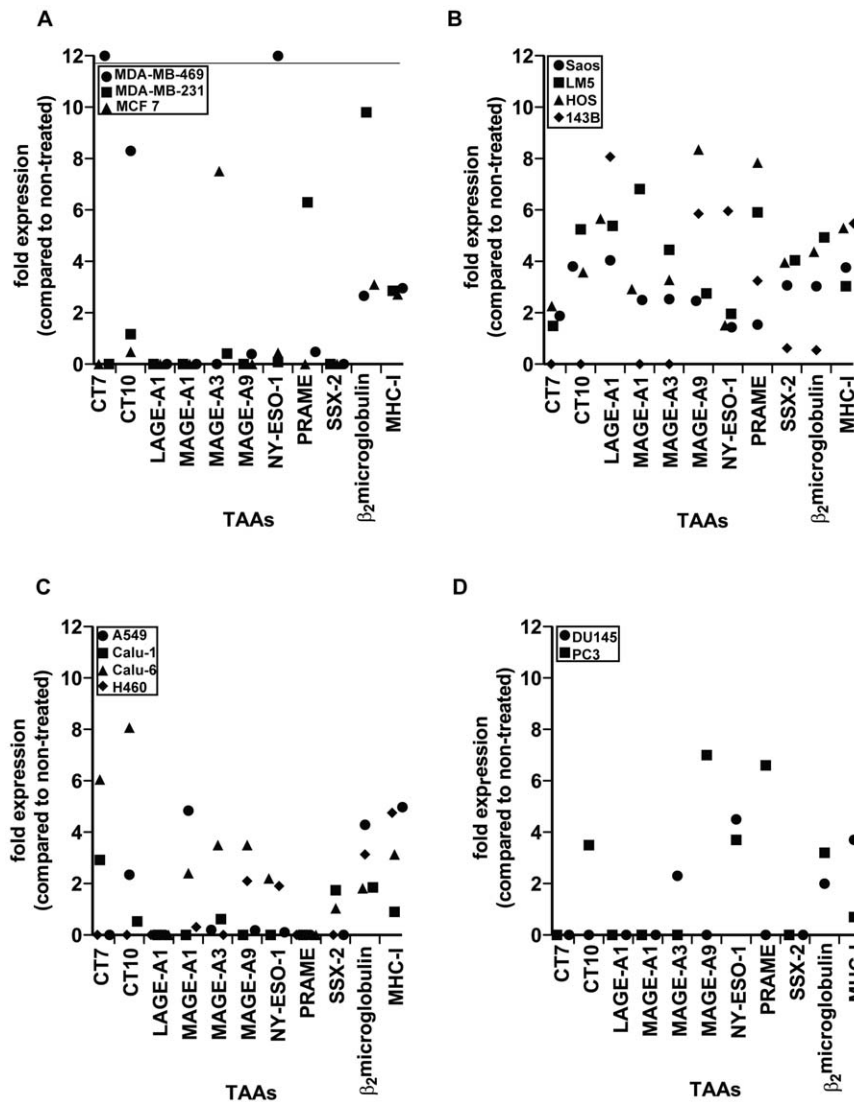 A
fold expression
(compared to non-treated)
12
10
8
6
4
2
0
MDA-MB-469
MDA-MB-231
MCF 7
CT7
CT10
LAGE-A1
MAGE-A1
MAGE-A3
MAGE-A9
NY-ESO-1
PRAME
SSX-2
β2microglobulin
MHC-I
TAAs
B
fold expression
(compared to non-treated)
12
10
8
6
4
2
0
Saos
LM5
HOS
143B
CT7
CT10
LAGE-A1
MAGE-A1
MAGE-A3
MAGE-A9
NY-ESO-1
PRAME
SSX-2
β2microglobulin
MHC-I
TAAs
C
fold expression
(compared to non-treated)
12
10
8
6
4
2
0
A549
Calu-1
Calu-6
H460
CT7
CT10
LAGE-A1
MAGE-A1
MAGE-A3
MAGE-A9
NY-ESO-1
PRAME
SSX-2
β2microglobulin
MHC-I
TAAs
D
fold expression
(compared to non-treated)
12
10
8
6
4
2
0
DU145
PC3
CT7
CT10
LAGE-A1
MAGE-A1
MAGE-A3
MAGE-A9
NY-ESO-1
PRAME
SSX-2
β2microglobulin
MHC-I
TAAs